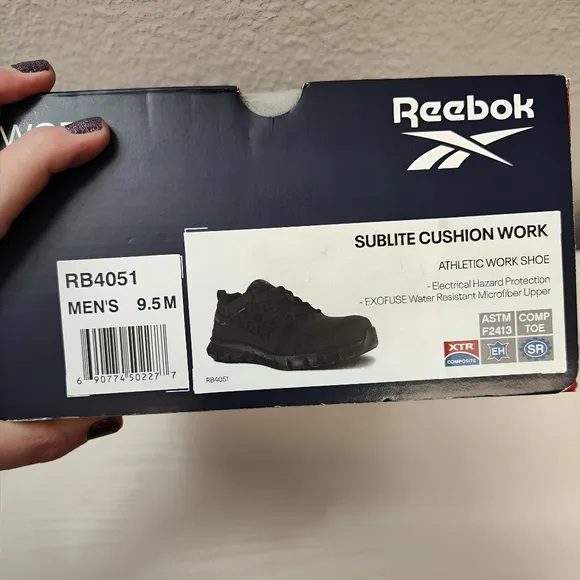 Reebok
SUBLITE CUSHION WORK
ATHLETIC WORK SHOE
- Electrical Hazard Protection
- EXOFUSE Water Resistant Microfiber Upper
RB4051
MEN'S 9.5 M
6 90774 50227 7
RB4051
ASTM F2413
COMP TOE
XTR COMPOSITE
EH
SR